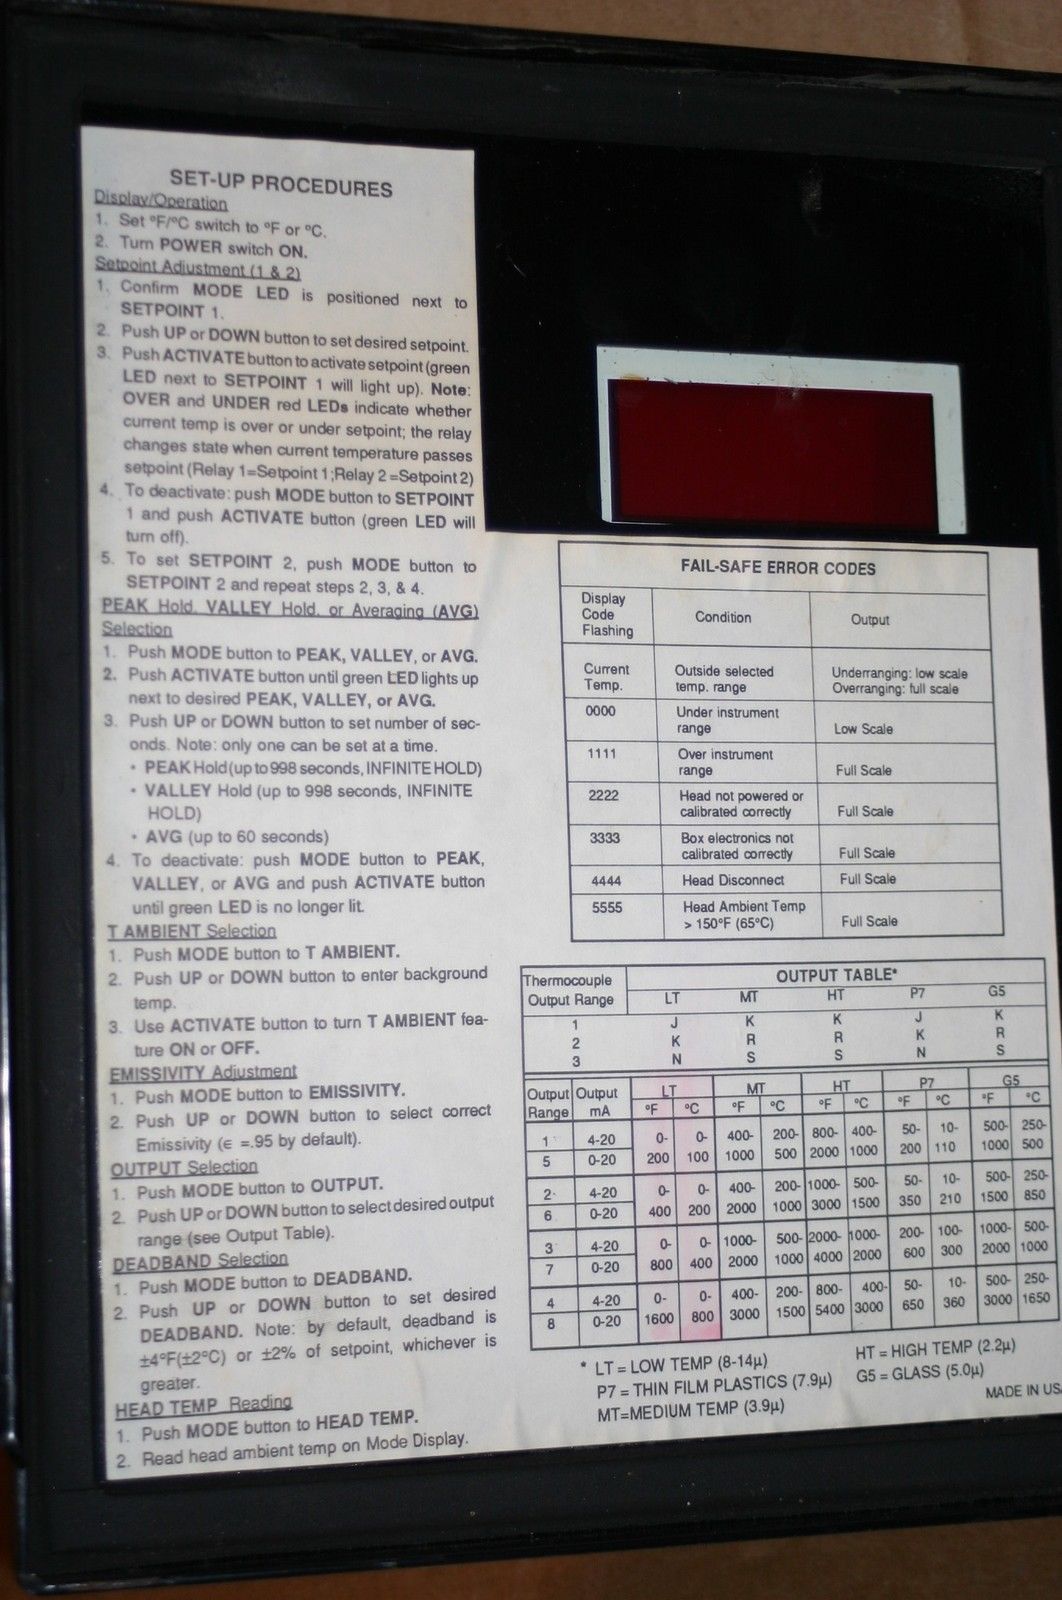 SET-UP PROCEDURES
Display/Operation
1. Set °F/°C switch to °F or °C.
2. Turn POWER switch ON.
Setpoint Adjustment (1 & 2)
1. Confirm MODE LED is positioned next to
SETPOINT 1.
2. Push UP or DOWN button to set desired setpoint.
3. Push ACTIVATE button to activate setpoint (green
LED next to SETPOINT 1 will light up). Note:
OVER and UNDER red LEDs indicate whether
current temp is over or under setpoint; the relay
changes state when current temperature passes
setpoint (Relay 1=Setpoint 1;Relay 2=Setpoint 2)
4. To deactivate: push MODE button to SETPOINT
1 and push ACTIVATE button (green LED will
turn off).
5. To set SETPOINT 2, push MODE button to
SETPOINT 2 and repeat steps 2, 3, & 4.
PEAK Hold, VALLEY Hold, or Averaging (AVG)
Selection
1. Push MODE button to PEAK, VALLEY, or AVG.
2. Push ACTIVATE button until green LED lights up
next to desired PEAK, VALLEY, or AVG.
3. Push UP or DOWN button to set number of sec-
onds. Note: only one can be set at a time.
• PEAK Hold (up to 998 seconds, INFINITE HOLD)
• VALLEY Hold (up to 998 seconds, INFINITE
HOLD)
• AVG (up to 60 seconds)
4. To deactivate: push MODE button to PEAK,
VALLEY, or AVG and push ACTIVATE button
until green LED is no longer lit.
T AMBIENT Selection
1. Push MODE button to T AMBIENT.
2. Push UP or DOWN button to enter background
temp.
3. Use ACTIVATE button to turn T AMBIENT fea-
ture ON or OFF.
EMISSIVITY Adjustment
1. Push MODE button to EMISSIVITY.
2. Push UP or DOWN button to select correct
Emissivity (ϵ =.95 by default).
OUTPUT Selection
1. Push MODE button to OUTPUT.
2. Push UP or DOWN button to select desired output
range (see Output Table).
DEADBAND Selection
1. Push MODE button to DEADBAND.
2. Push UP or DOWN button to set desired
DEADBAND. Note: by default, deadband is
±4°F(±2°C) or ±2% of setpoint, whichever is
greater.
HEAD TEMP Reading
1. Push MODE button to HEAD TEMP.
2. Read head ambient temp on Mode Display.
FAIL-SAFE ERROR CODES
Display Code Flashing Condition Output
Current Temp. Outside selected temp. range Underranging: low scale Overranging: full scale
0000 Under instrument range Low Scale
1111 Over instrument range Full Scale
2222 Head not powered or calibrated correctly Full Scale
3333 Box electronics not calibrated correctly Full Scale
4444 Head Disconnect Full Scale
5555 Head Ambient Temp > 150°F (65°C) Full Scale
Thermocouple Output Range OUTPUT TABLE*
LT MT HT P7 G5
1 J K K J K
2 K R R K R
3 N S S N S
Output Range Output mA LT MT HT P7 G5
°F °C °F °C °F °C °F °C °F °C
1 4-20 0- 0- 400- 200- 800- 400- 50- 10- 500- 250-
5 0-20 200 100 1000 500 2000 1000 200 110 1000 500
2 4-20 0- 0- 400- 200- 1000- 500- 50- 10- 500- 250-
6 0-20 400 200 2000 1000 3000 1500 350 210 1500 850
3 4-20 0- 0- 1000- 500- 2000- 1000- 200- 100- 1000- 500-
7 0-20 800 400 2000 1000 4000 2000 600 300 2000 1000
4 4-20 0- 0- 400- 200- 800- 400- 50- 10- 500- 250-
8 0-20 1600 800 3000 1500 5400 3000 650 360 3000 1650
* LT = LOW TEMP (8-14µ) HT = HIGH TEMP (2.2µ)
P7 = THIN FILM PLASTICS (7.9µ) G5 = GLASS (5.0µ)
MT=MEDIUM TEMP (3.9µ) MADE IN USA